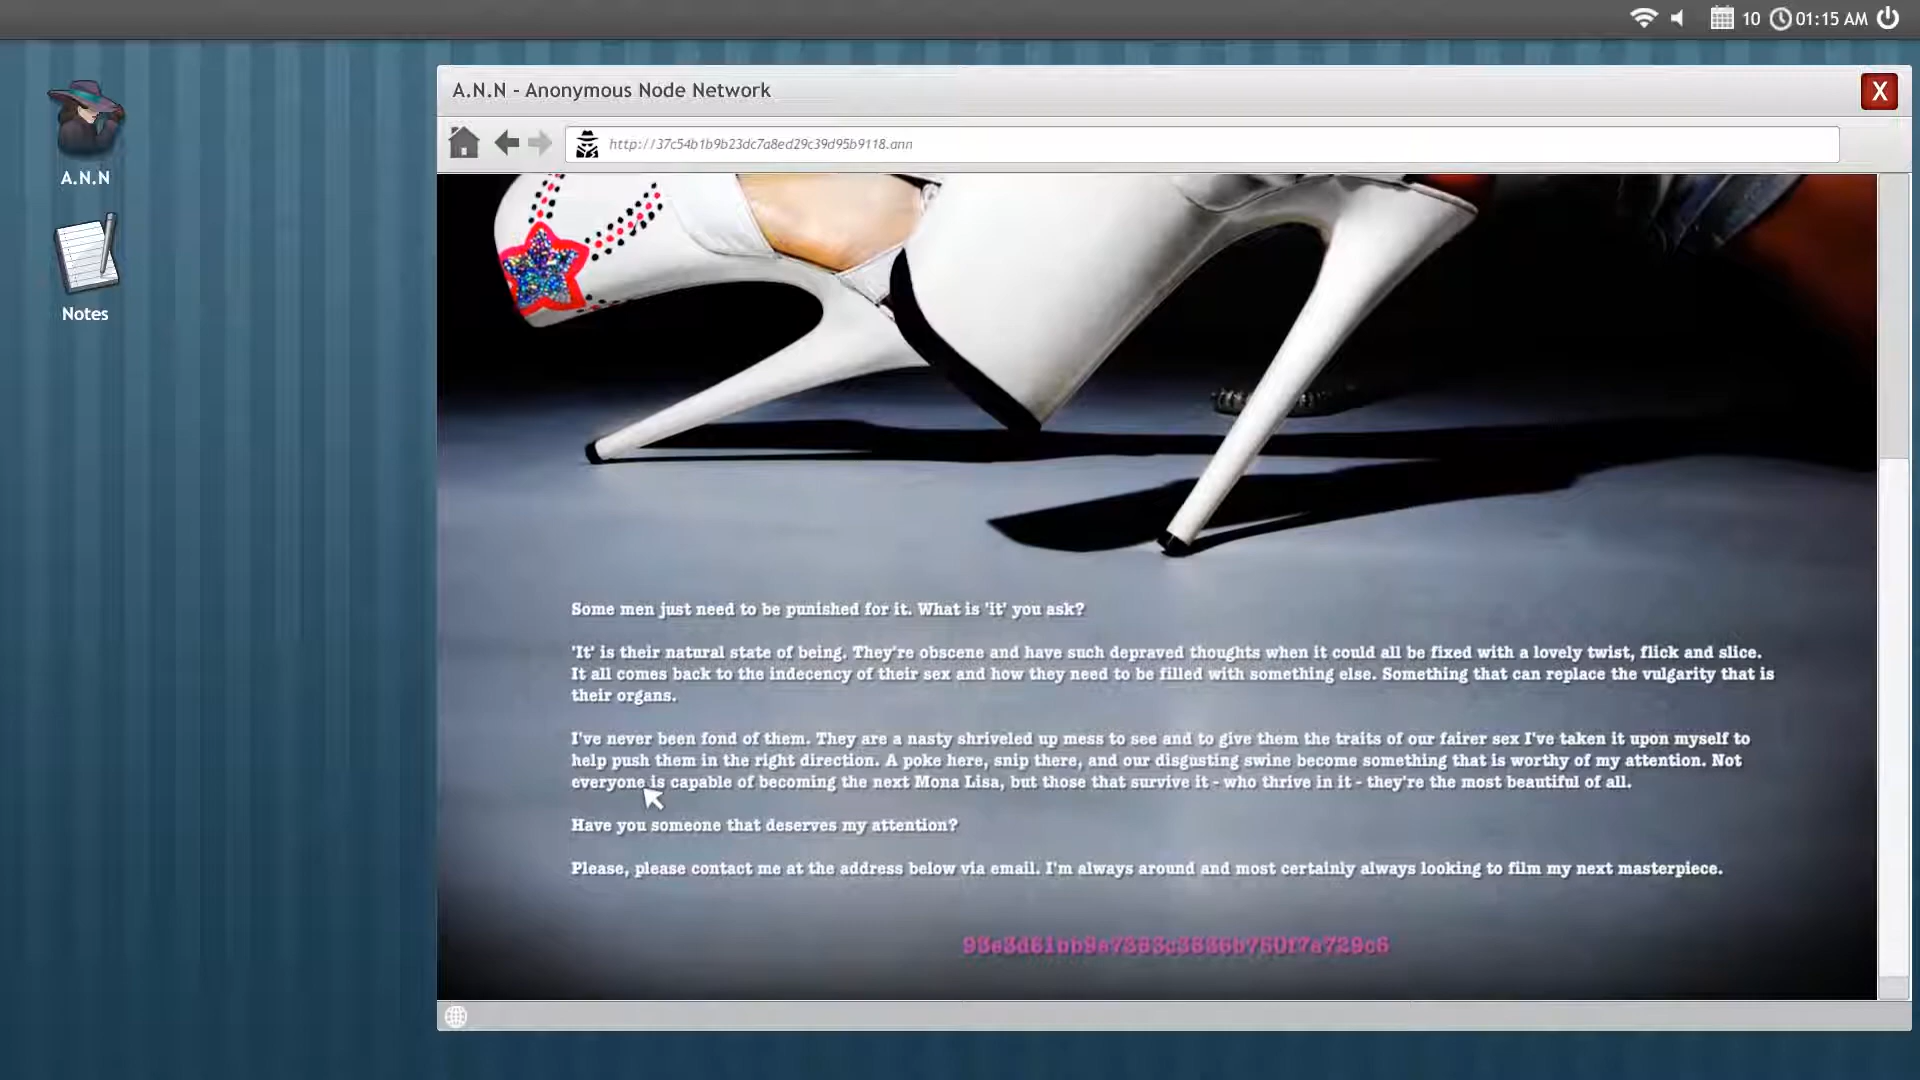 10 01:15 AM
A.N.N - Anonymous Node Network
X
http://37c54b1b9b23dc7a8ed29c39d95b9118.ann
A.N.N
Notes
Some men just need to be punished for it. What is 'it' you ask?
'It' is their natural state of being. They're obscene and have such depraved thoughts when it could all be fixed with a lovely twist, flick and slice.
It all comes back to the indecency of their sex and how they need to be filled with something else. Something that can replace the vulgarity that is
their organs.
I've never been fond of them. They are a nasty shriveled up mess to see and to give them the traits of our fairer sex I've taken it upon myself to
help push them in the right direction. A poke here, snip there, and our disgusting swine become something that is worthy of my attention. Not
everyone is capable of becoming the next Mona Lisa, but those that survive it - who thrive in it - they're the most beautiful of all.
Have you someone that deserves my attention?
Please, please contact me at the address below via email. I'm always around and most certainly always looking to film my next masterpiece.